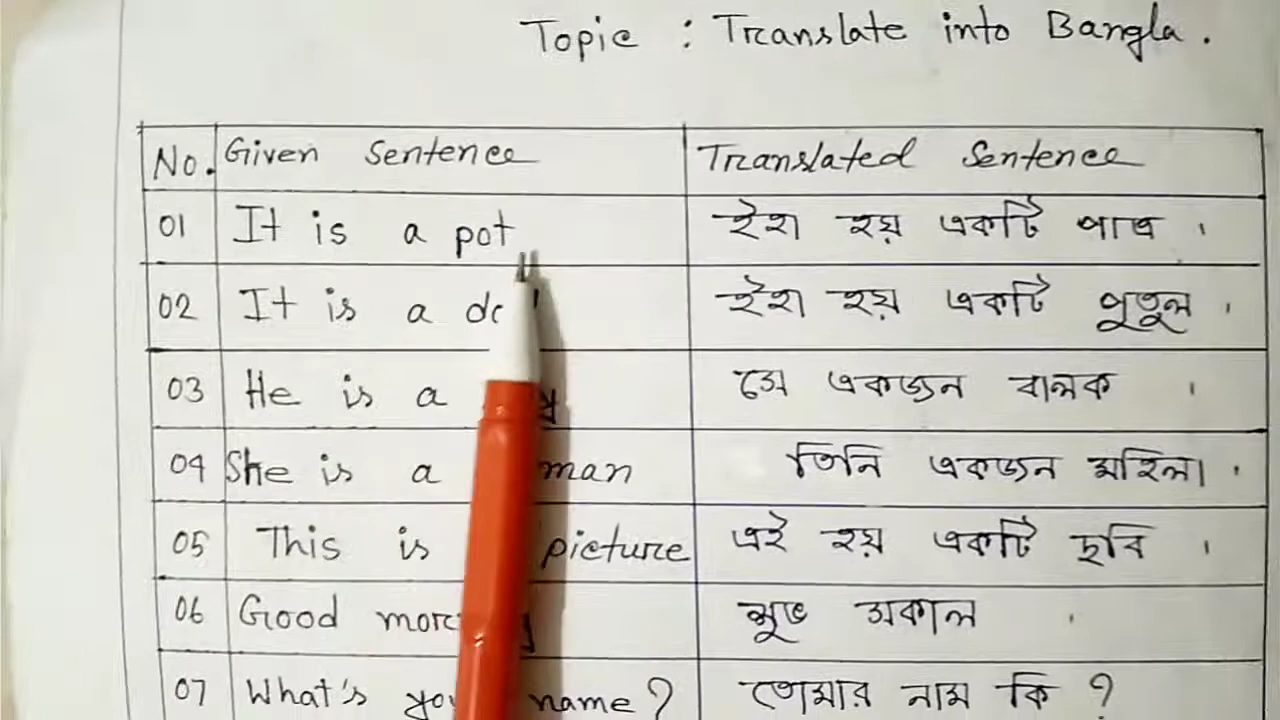 Topic : Translate into Bangla .
No. Given Sentence Translated Sentence
01 It is a pot ইহা হয় একটি পাত্র ।
02 It is a ইহা হয় একটি পুতুল ।
03 He is a সে একজন বালক ।
04 She is a তিনি একজন মহিলা ।
05 This is picture এই হয় একটি ছবি ।
06 Good শুভ সকাল ।
07 What's name? তোমার নাম কি ?